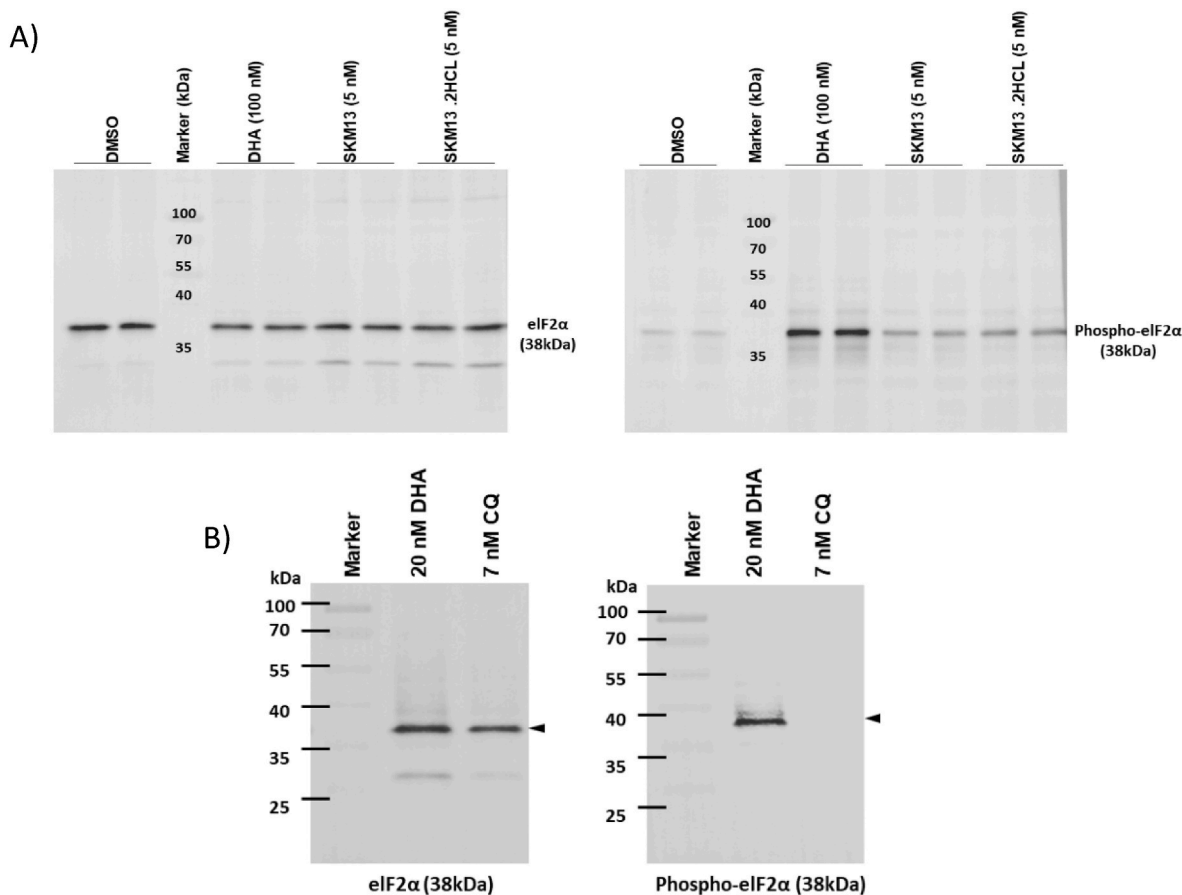 A)
DMSO
Marker (kDa)
DHA (100 nM)
SKM13 (5 nM)
SKM13 .2HCL (5 nM)
100
70
55
40
35
eIF2α
(38kDa)
DMSO
Marker (kDa)
DHA (100 nM)
SKM13 (5 nM)
SKM13 .2HCL (5 nM)
100
70
55
40
35
Phospho-eIF2α
(38kDa)
B)
Marker
20 nM DHA
7 nM CQ
kDa
100
70
55
40
35
25
eIF2α (38kDa)
Marker
20 nM DHA
7 nM CQ
kDa
100
70
55
40
35
25
Phospho-eIF2α (38kDa)